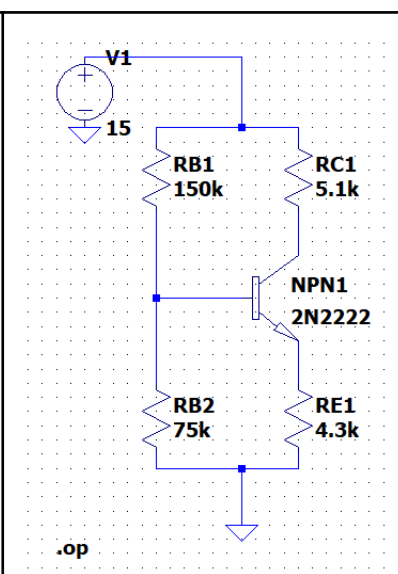 V1
15
RB1
150k
RC1
5.1k
NPN1
2N2222
RB2
75k
RE1
4.3k
.op